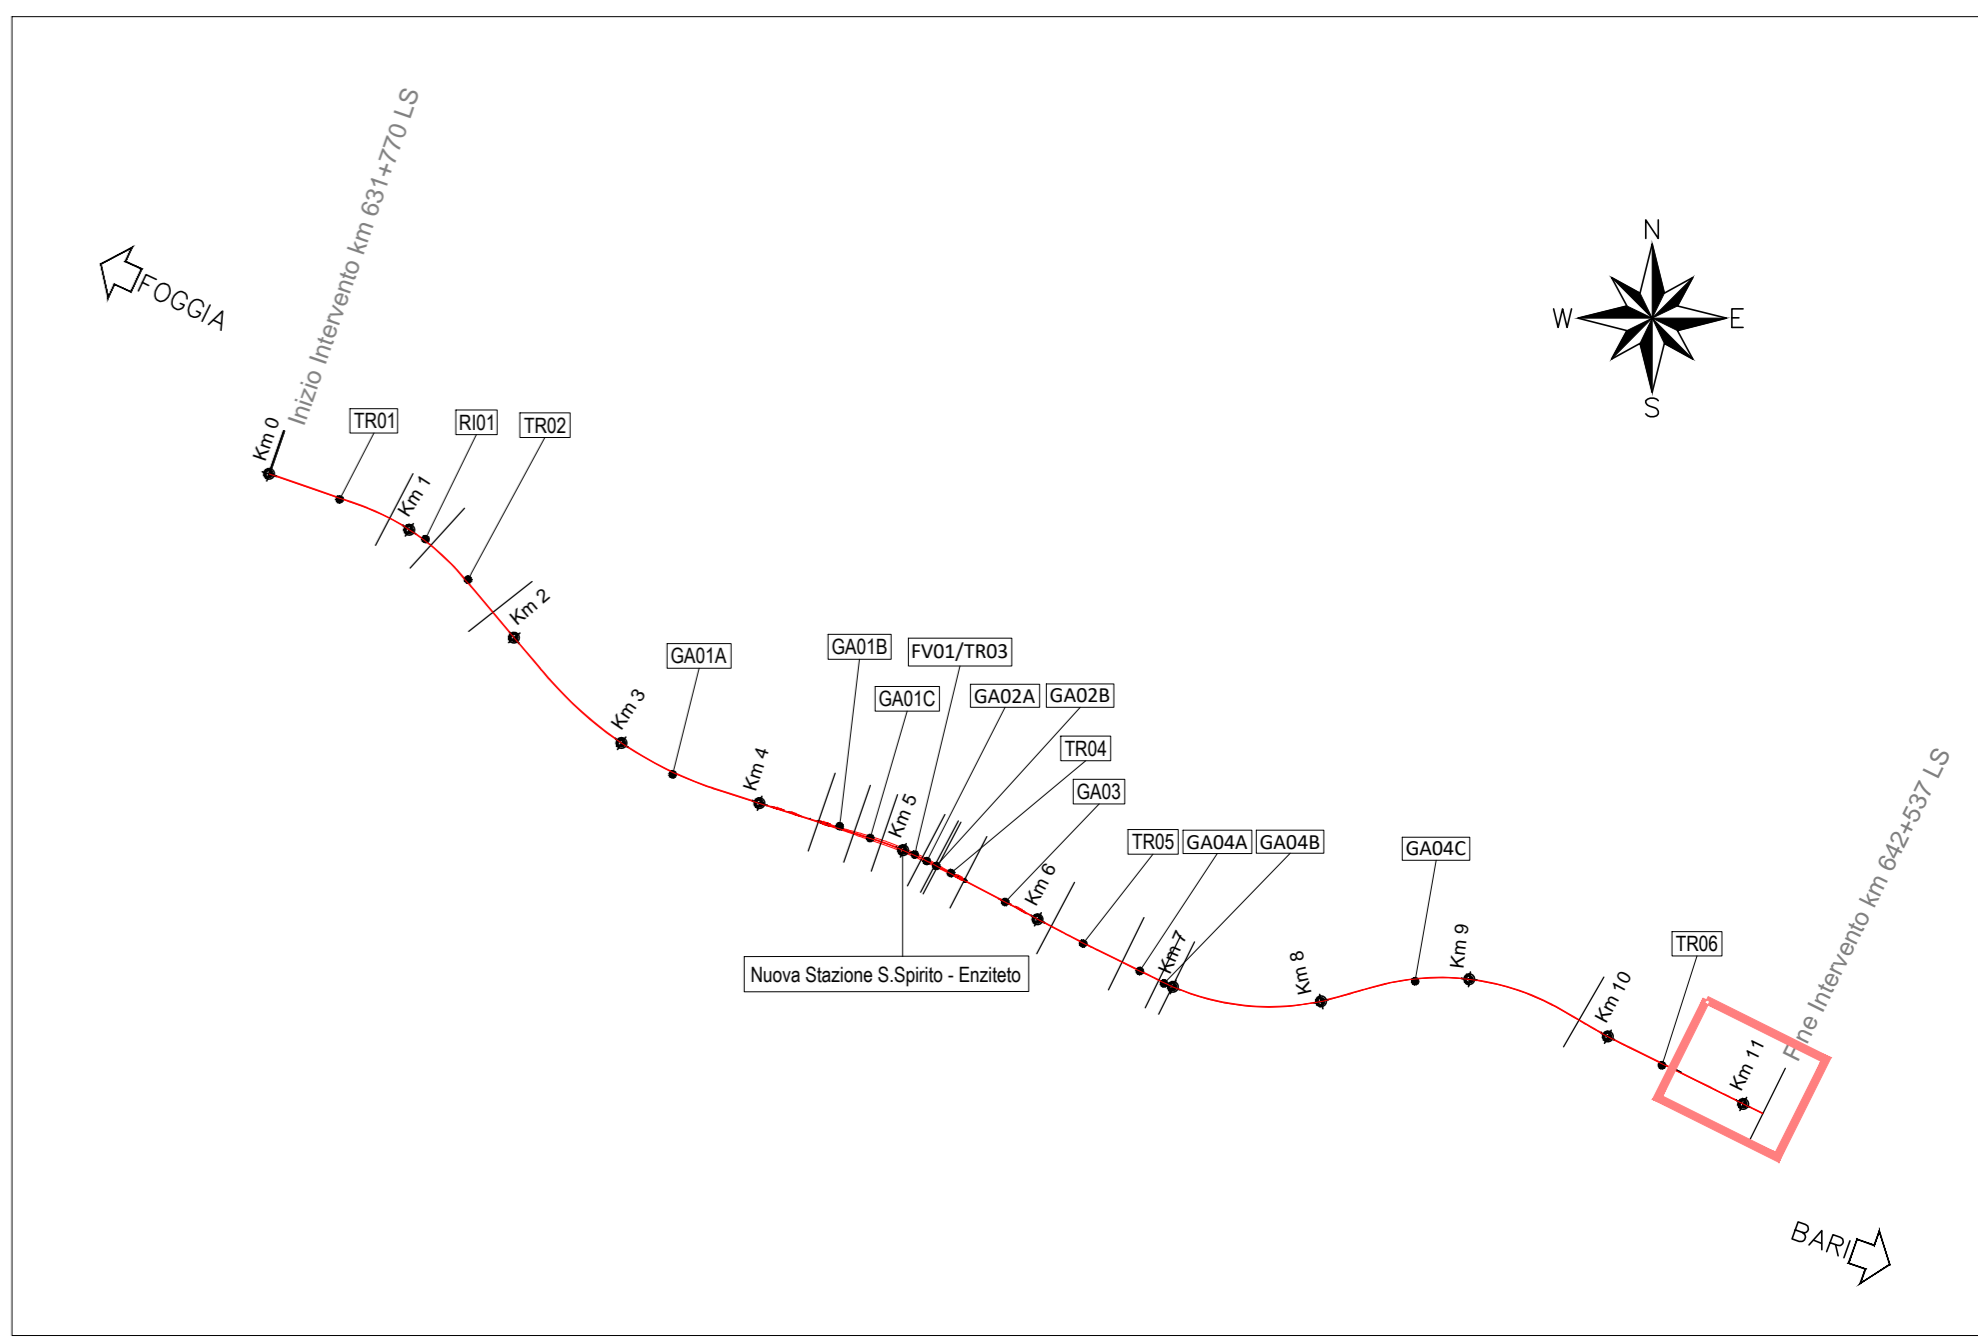 Inizio Intervento km 631+770 LS
FOGGIA
N
W
E
S
Km 0
TR01
RI01
TR02
Km 1
Km 2
GA01A
GA01B
FV01/TR03
GA01C
GA02A
GA02B
Km 3
TR04
Km 4
GA03
Km 5
TR05
GA04A
GA04B
GA04C
Km 6
Km 7
Nuova Stazione S.Spirito - Enziteto
Km 8
Km 9
TR06
Km 10
Km 11
Fine Intervento km 642+537 LS
BARI